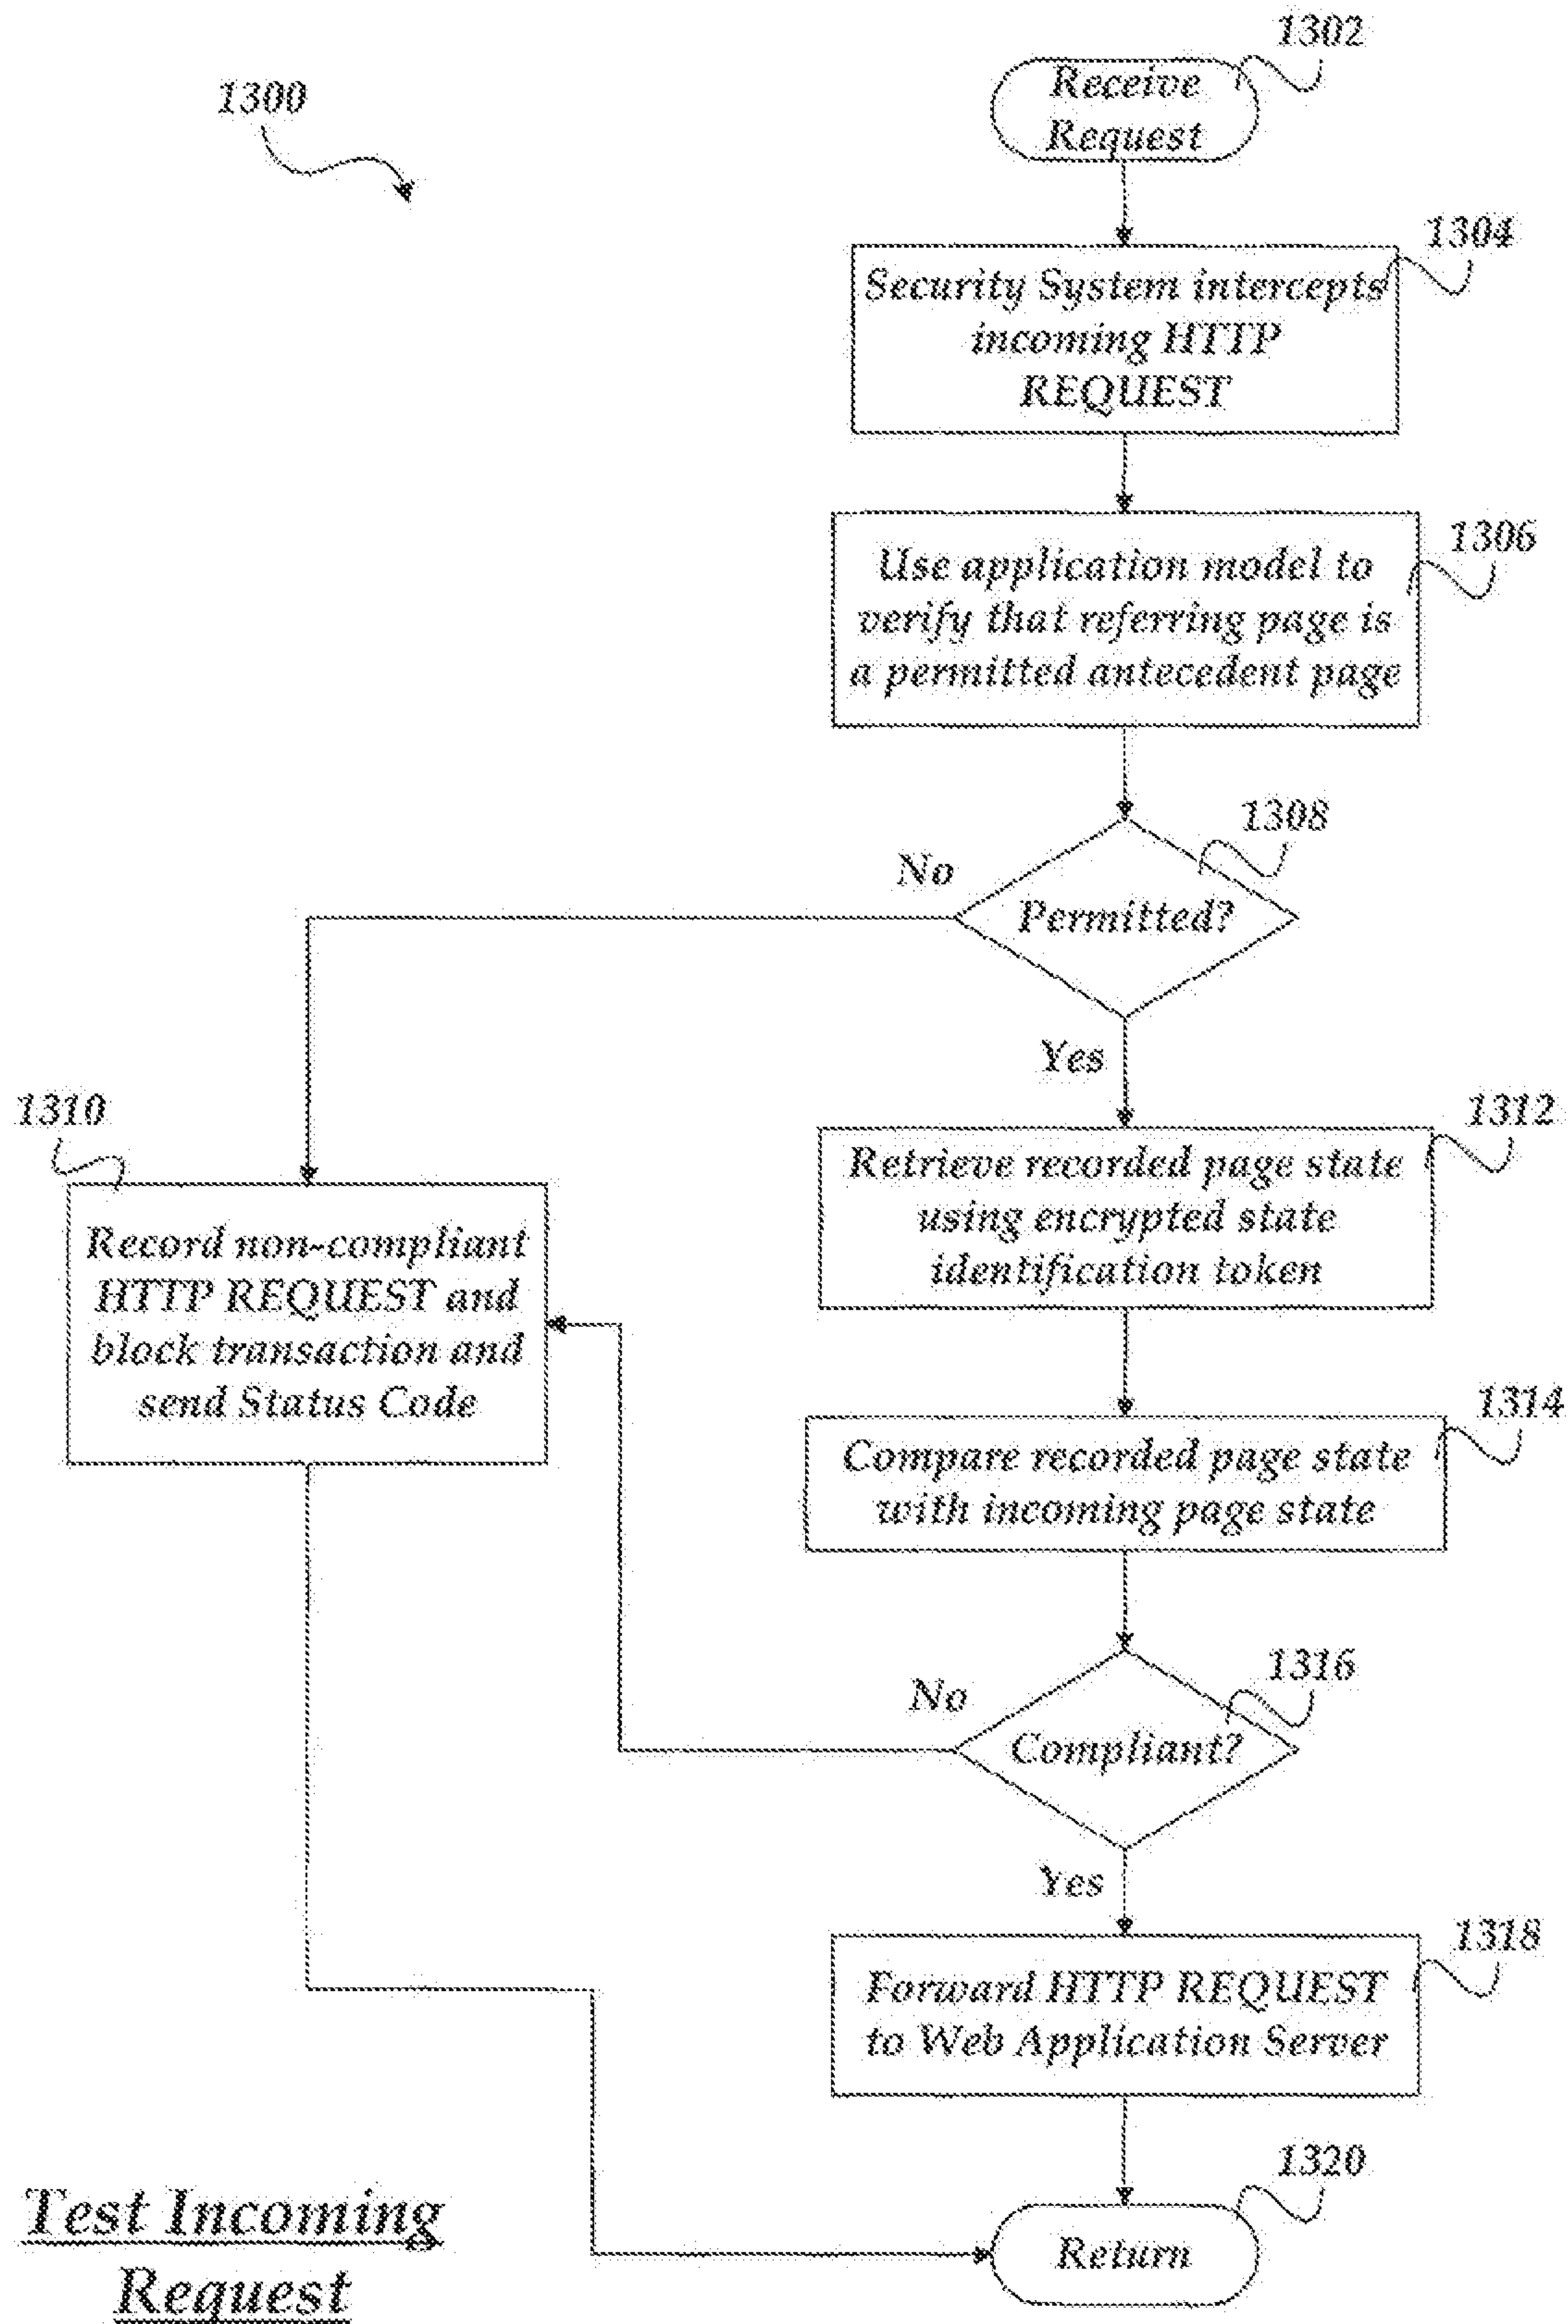 1302
Receive
Request
1300
1304
Security System intercepts
incoming HTTP
REQUEST
1306
Use application model to
verify that referring page is
a permitted antecedent page
1308
No
Permitted?
Yes
1310
Record non-compliant
HTTP REQUEST and
block transaction and
send Status Code
1312
Retrieve recorded page state
using encrypted state
identification token
1314
Compare recorded page state
with incoming page state
1316
No
Compliant?
Yes
1318
Forward HTTP REQUEST
to Web Application Server
1320
Return
Test Incoming
Request